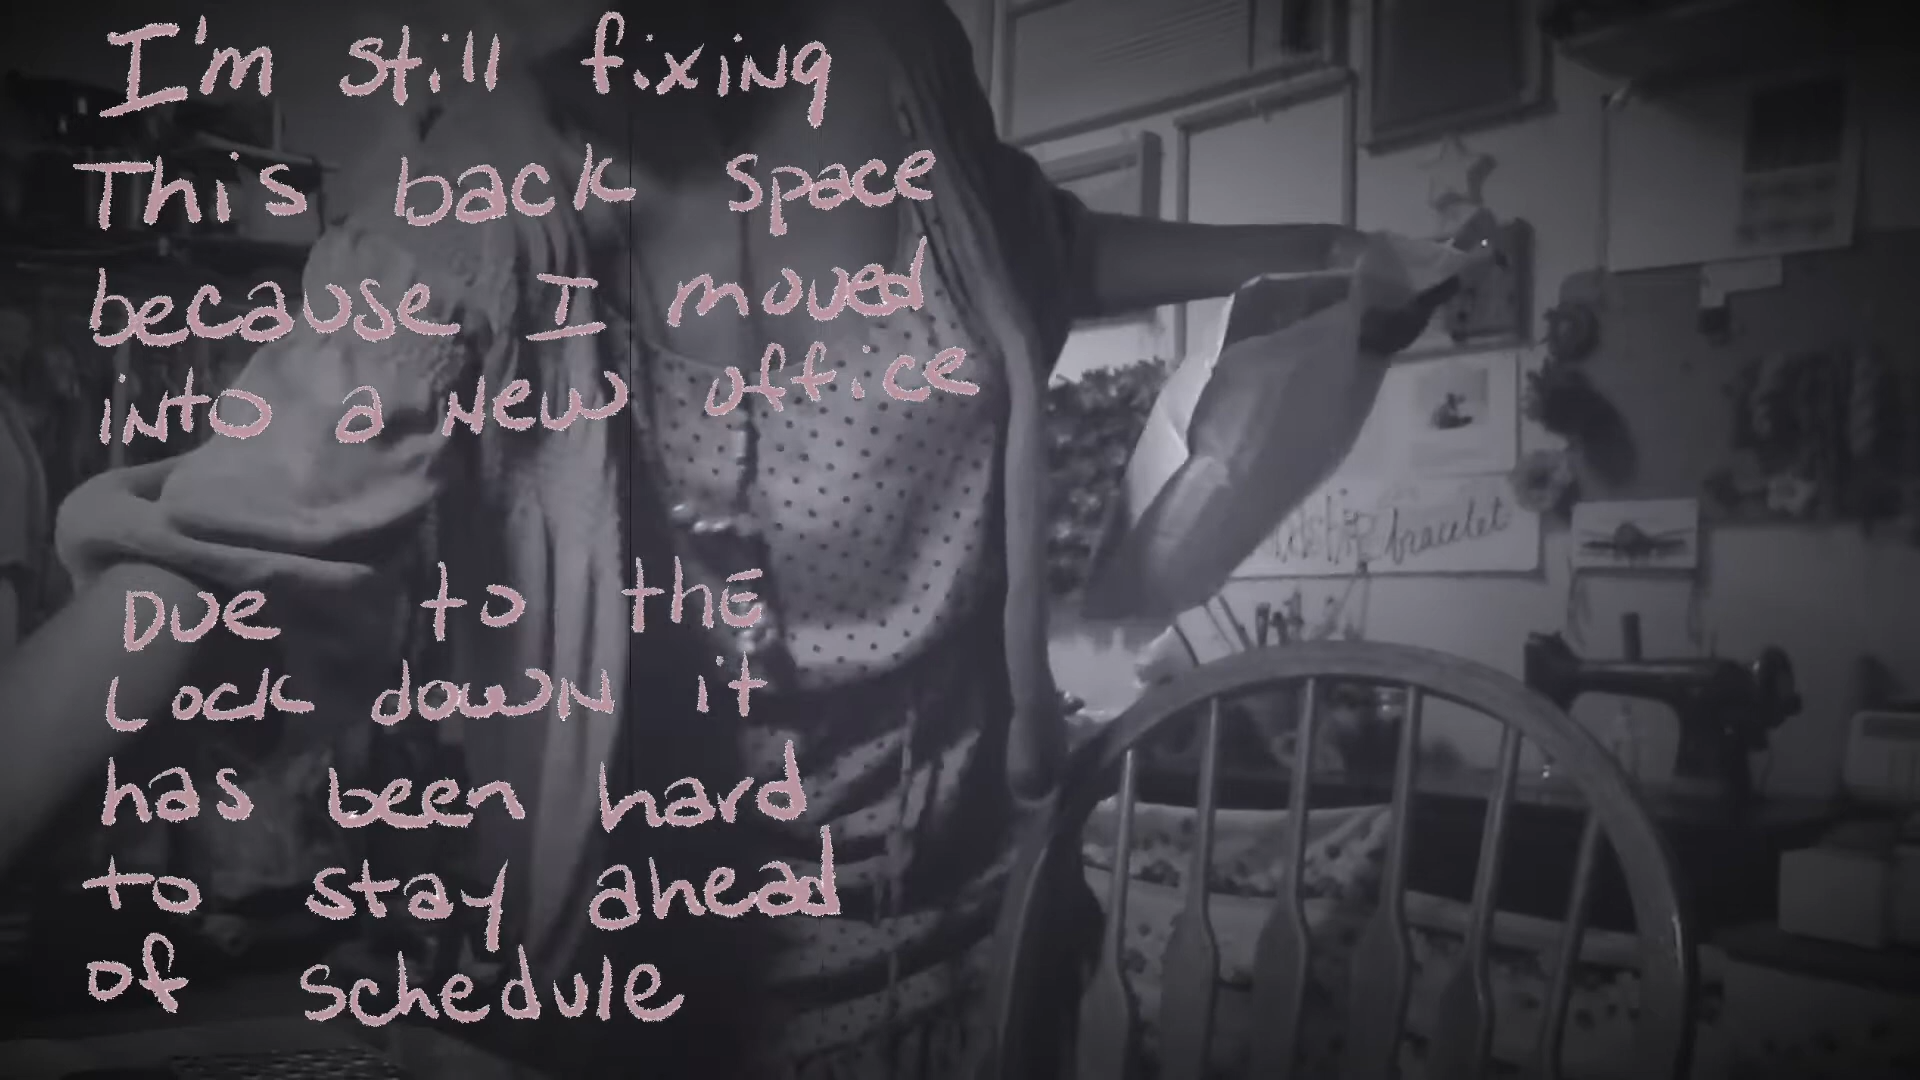 I'm still fixing
This back space
because I moved
into a new office
Due to the
Lock down it
has been hard
to stay ahead
of schedule
bracelet